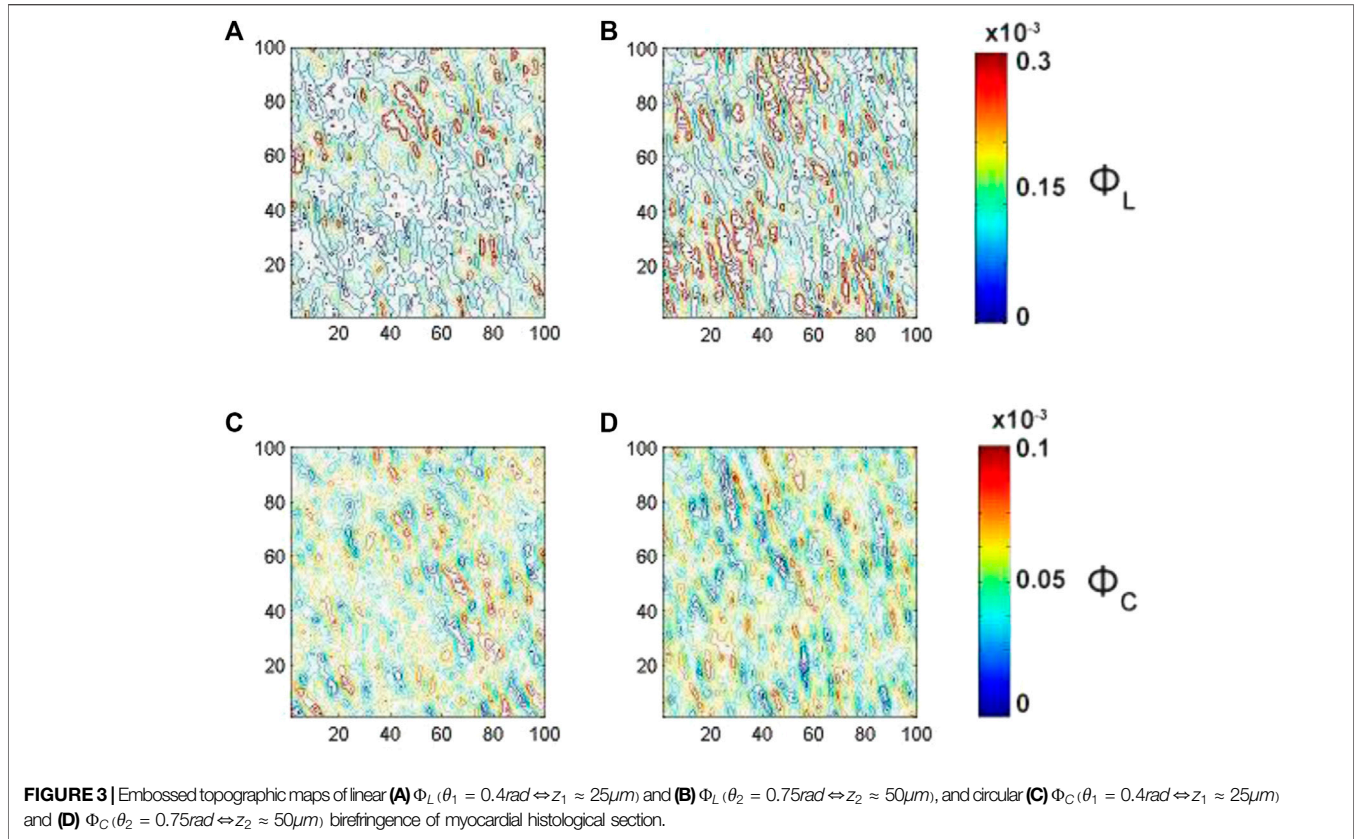 A
B
x10⁻³
100
80
60
40
20
20 40 60 80 100
100
80
60
40
20
20 40 60 80 100
0.3
0.15
0
Φ_L
C
D
x10⁻³
100
80
60
40
20
20 40 60 80 100
100
80
60
40
20
20 40 60 80 100
0.1
0.05
0
Φ_C
FIGURE 3 | Embossed topographic maps of linear (A) Φ_L (θ₁ = 0.4rad ⇔ z₁ ≈ 25μm) and (B) Φ_L (θ₂ = 0.75rad ⇔ z₂ ≈ 50μm), and circular (C) Φ_C (θ₁ = 0.4rad ⇔ z₁ ≈ 25μm)
and (D) Φ_C (θ₂ = 0.75rad ⇔ z₂ ≈ 50μm) birefringence of myocardial histological section.